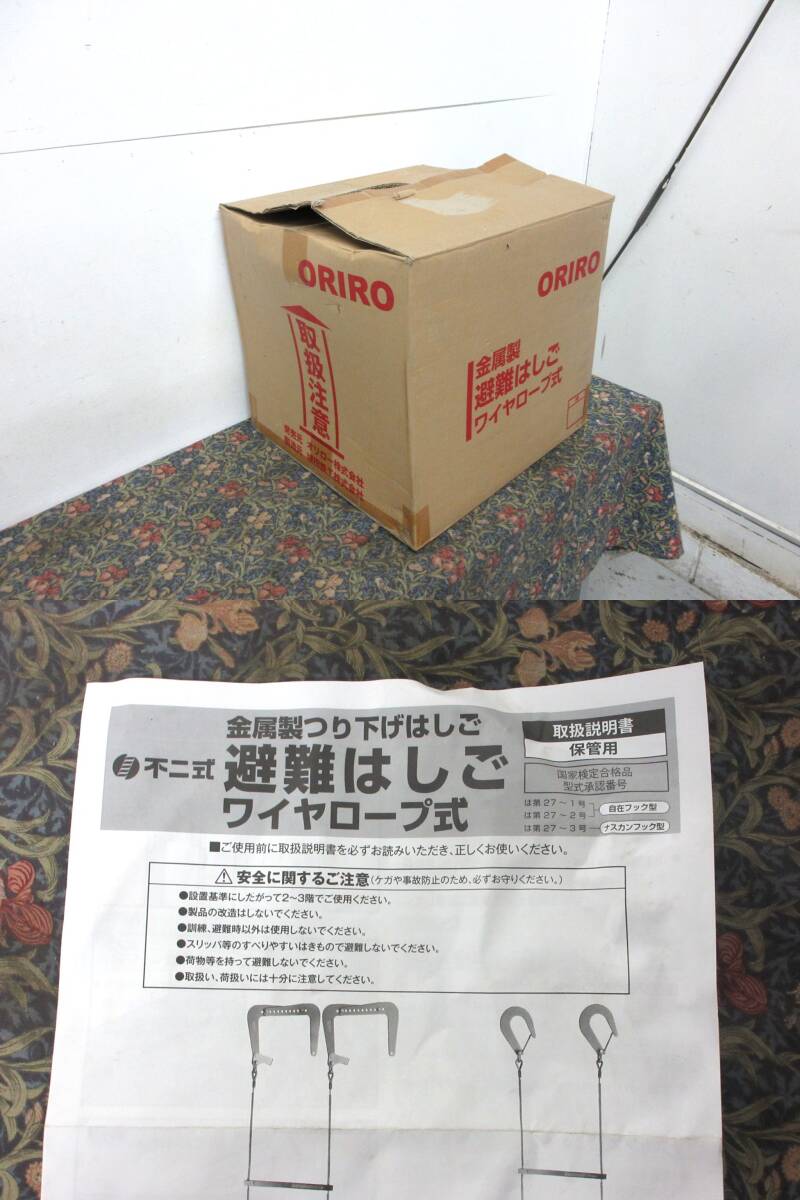 ORIRO
取扱注意
発売元 オリロー株式会社
ORIRO
金属製
避難はしご
ワイヤロープ式
金属製つり下げはしご
不二式 避難はしご
ワイヤロープ式
取扱説明書
保管用
国家検定合格品
型式承認番号
は第27～1号
は第27～2号
自在フック型
は第27～3号
ナスカンフック型
■ご使用前に取扱説明書を必ずお読みいただき、正しくお使いください。
安全に関するご注意(ケガや事故防止のため、必ずお守りください。)
●設置基準にしたがって2～3階でご使用ください。
●製品の改造はしないでください。
●訓練、避難時以外は使用しないでください。
●スリッパ等のすべりやすいはきもので避難しないでください。
●荷物等を持って避難しないでください。
●取扱い、荷扱いには十分に注意してください。